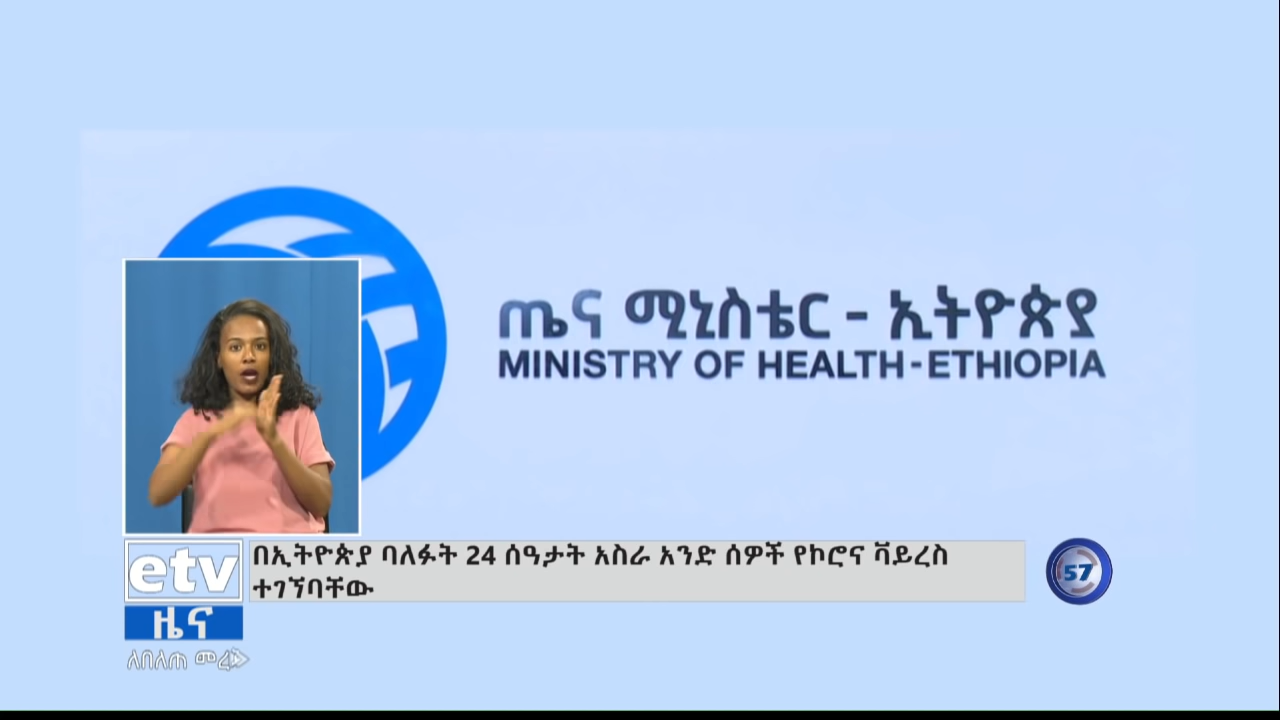 ጤና ሚኒስቴር - ኢትዮጵያ
MINISTRY OF HEALTH-ETHIOPIA
etv
በኢትዮጵያ ባለፉት 24 ሰዓታት አስራ አንድ ሰዎች የኮሮና ቫይረስ
ተገኘባቸው
57
ዜና
ለበለጠ